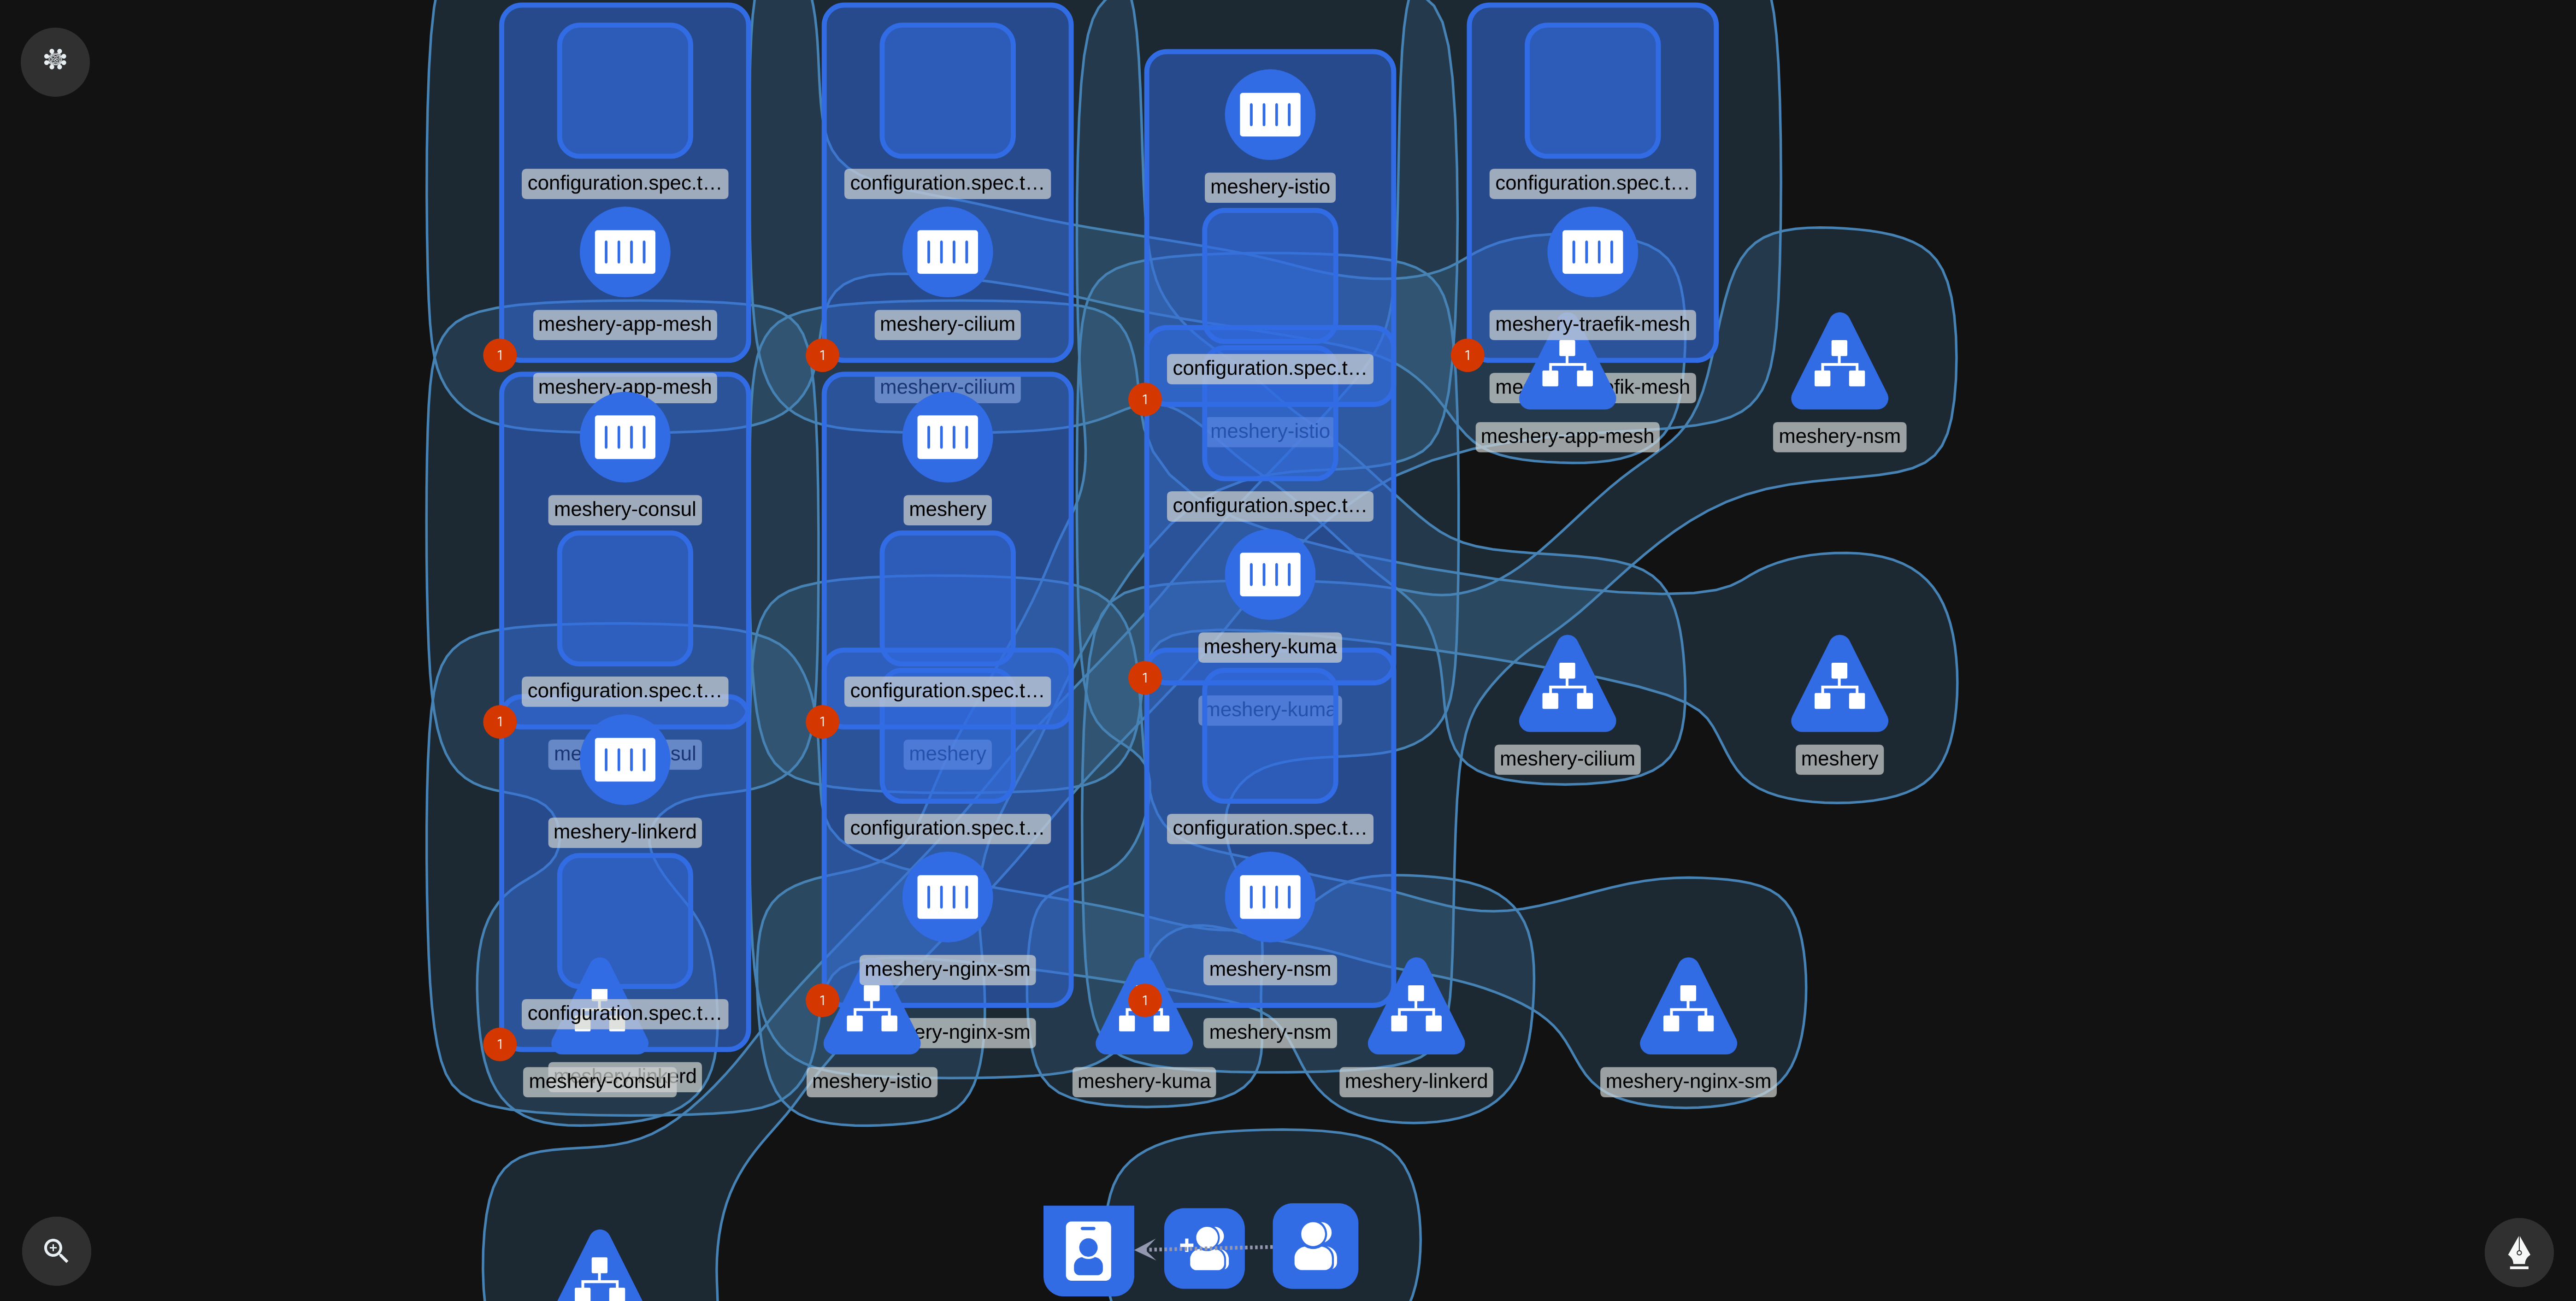 configuration.spec.t…
configuration.spec.t…
meshery-istio
configuration.spec.t…
meshery-app-mesh
meshery-cilium
meshery-traefik-mesh
1
1
configuration.spec.t…
1
meshery-app-mesh
meshery-cilium
1
me
efik-mesh
meshery-istio
meshery-app-mesh
meshery-nsm
meshery-consul
meshery
configuration.spec.t…
meshery-kuma
configuration.spec.t…
configuration.spec.t…
1
1
1
meshery-kuma
me
sul
meshery
meshery-cilium
meshery
meshery-linkerd
configuration.spec.t…
configuration.spec.t…
meshery-nginx-sm
meshery-nsm
configuration.spec.t…
1
1
ery-nginx-sm
meshery-nsm
1
meshery-linkerd
meshery-consul
meshery-istio
meshery-kuma
meshery-linkerd
meshery-nginx-sm